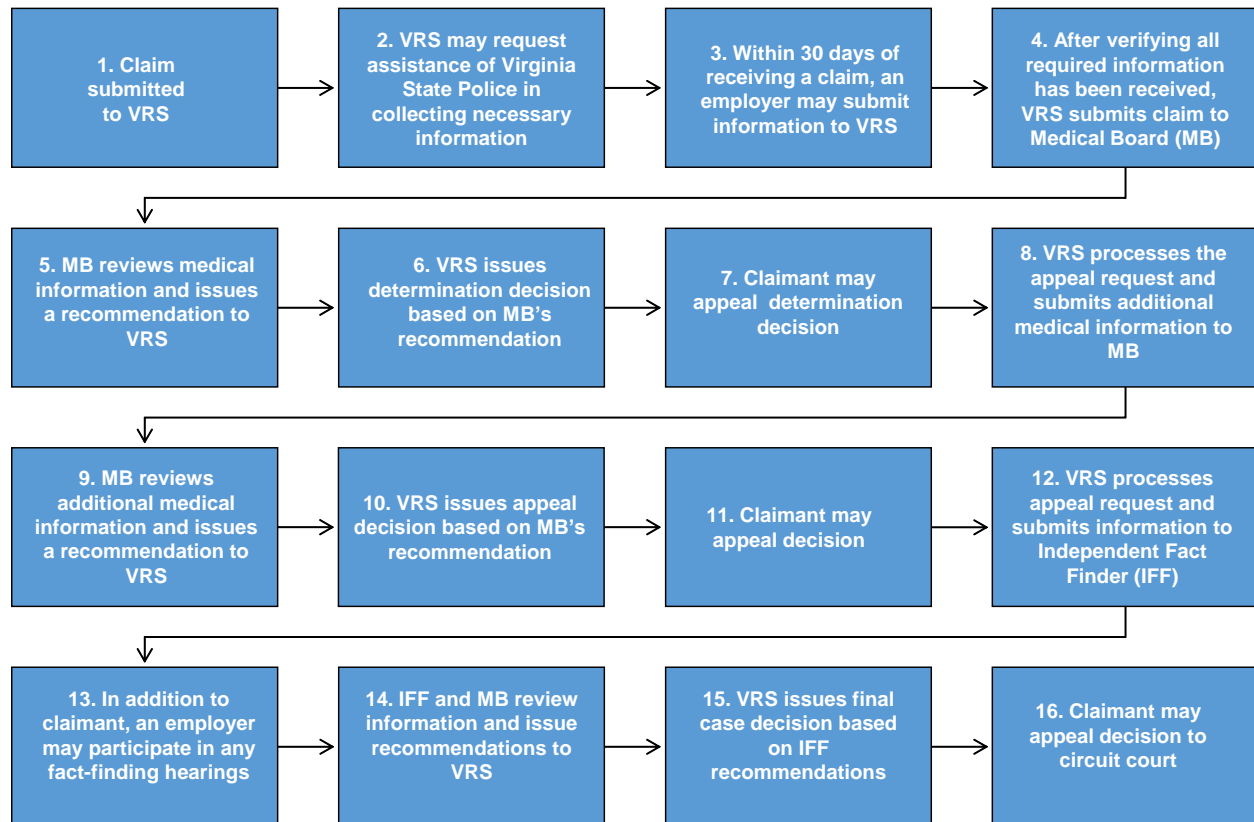 1. Claim
submitted
to VRS
2. VRS may request
assistance of Virginia
State Police in
collecting necessary
information
3. Within 30 days of
receiving a claim, an
employer may submit
information to VRS
4. After verifying all
required information
has been received,
VRS submits claim to
Medical Board (MB)
5. MB reviews medical
information and issues
a recommendation to
VRS
6. VRS issues
determination decision
based on MB’s
recommendation
7. Claimant may
appeal determination
decision
8. VRS processes the
appeal request and
submits additional
medical information to
MB
9. MB reviews
additional medical
information and issues
a recommendation to
VRS
10. VRS issues appeal
decision based on MB’s
recommendation
11. Claimant may
appeal decision
12. VRS processes
appeal request and
submits information to
Independent Fact
Finder (IFF)
13. In addition to
claimant, an employer
may participate in any
fact-finding hearings
14. IFF and MB review
information and issue
recommendations to
VRS
15. VRS issues final
case decision based
on IFF
recommendations
16. Claimant may
appeal decision to
circuit court